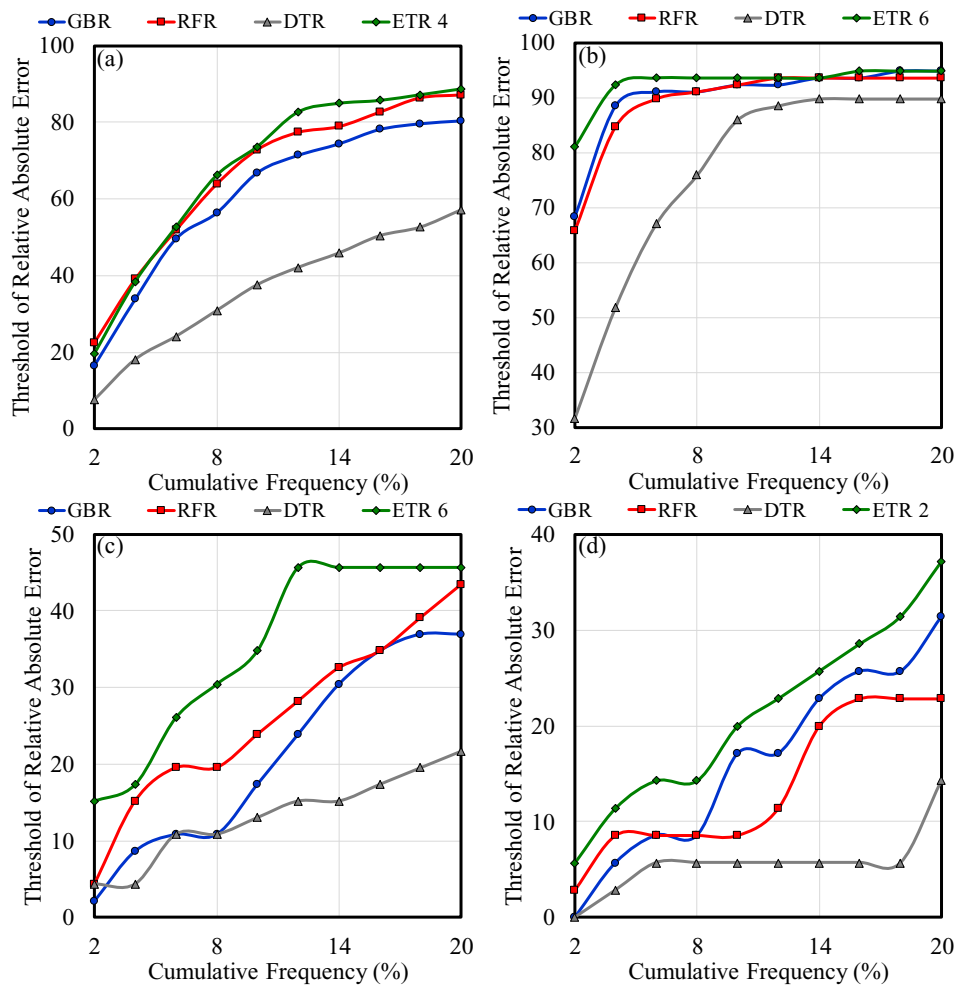 GBR RFR DTR ETR 4
(a)
Threshold of Relative Absolute Error
100
80
60
40
20
0
2 8 14 20
Cumulative Frequency (%)
GBR RFR DTR ETR 6
(b)
Threshold of Relative Absolute Error
100
90
80
70
60
50
40
30
2 8 14 20
Cumulative Frequency (%)
GBR RFR DTR ETR 6
(c)
Threshold of Relative Absolute Error
50
40
30
20
10
0
2 8 14 20
Cumulative Frequency (%)
GBR RFR DTR ETR 2
(d)
Threshold of Relative Absolute Error
40
30
20
10
0
2 8 14 20
Cumulative Frequency (%)